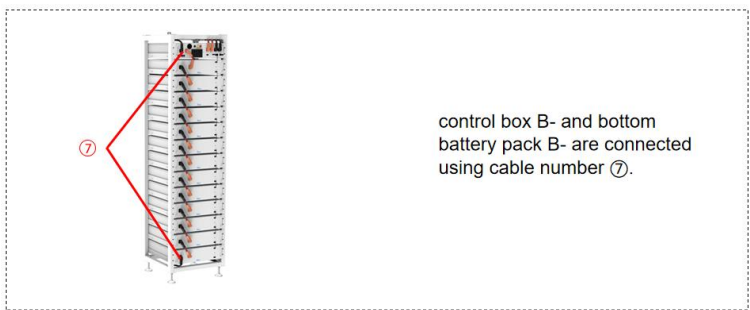 ⑦
control box B- and bottom
battery pack B- are connected
using cable number ⑦.